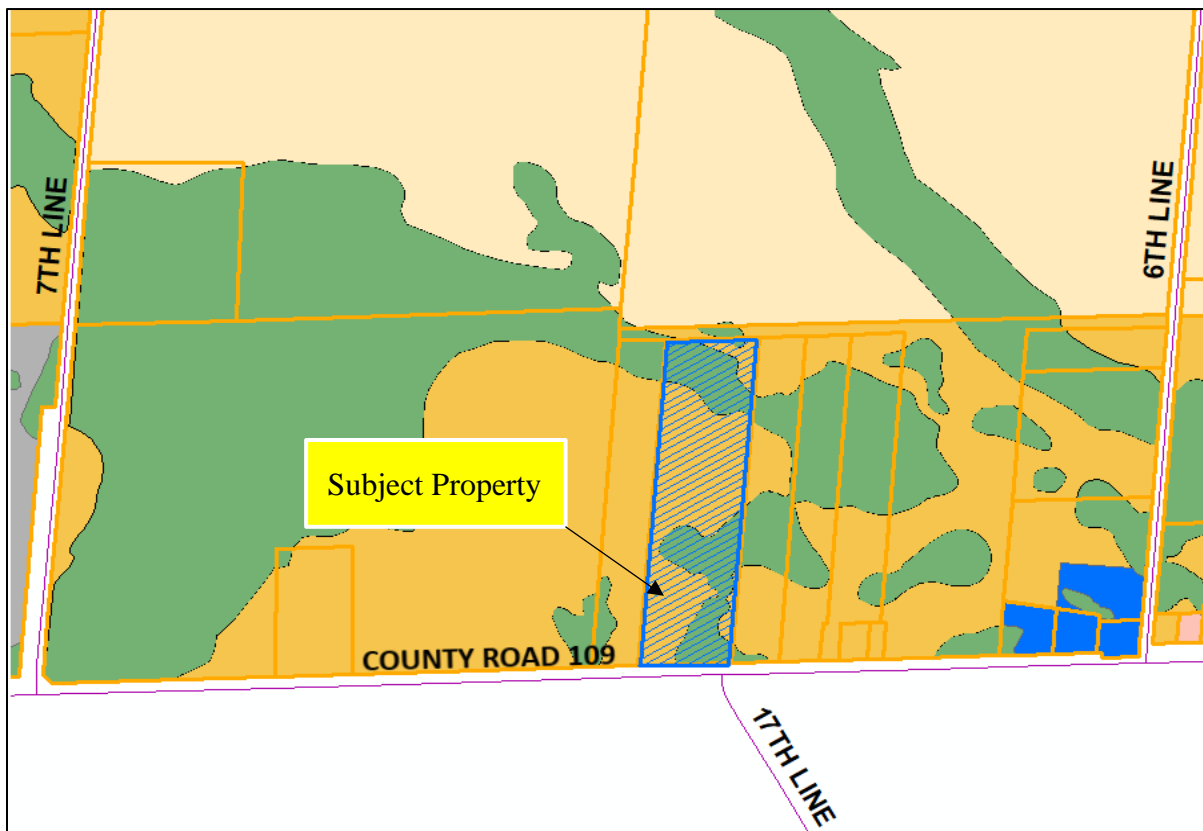 7TH LINE
6TH LINE
Subject Property
COUNTY ROAD 109
17TH LINE